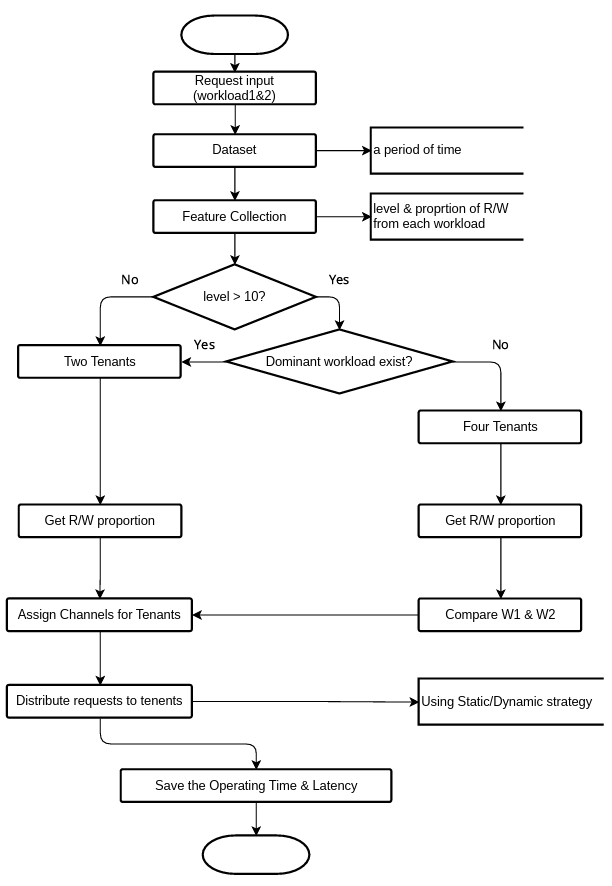 Request input
(workload1&2)
Dataset
a period of time
Feature Collection
level & proprtion of R/W
from each workload
No
Yes
level > 10?
Yes
No
Two Tenants
Dominant workload exist?
Four Tenants
Get R/W proportion
Get R/W proportion
Assign Channels for Tenants
Compare W1 & W2
Distribute requests to tenents
Using Static/Dynamic strategy
Save the Operating Time & Latency